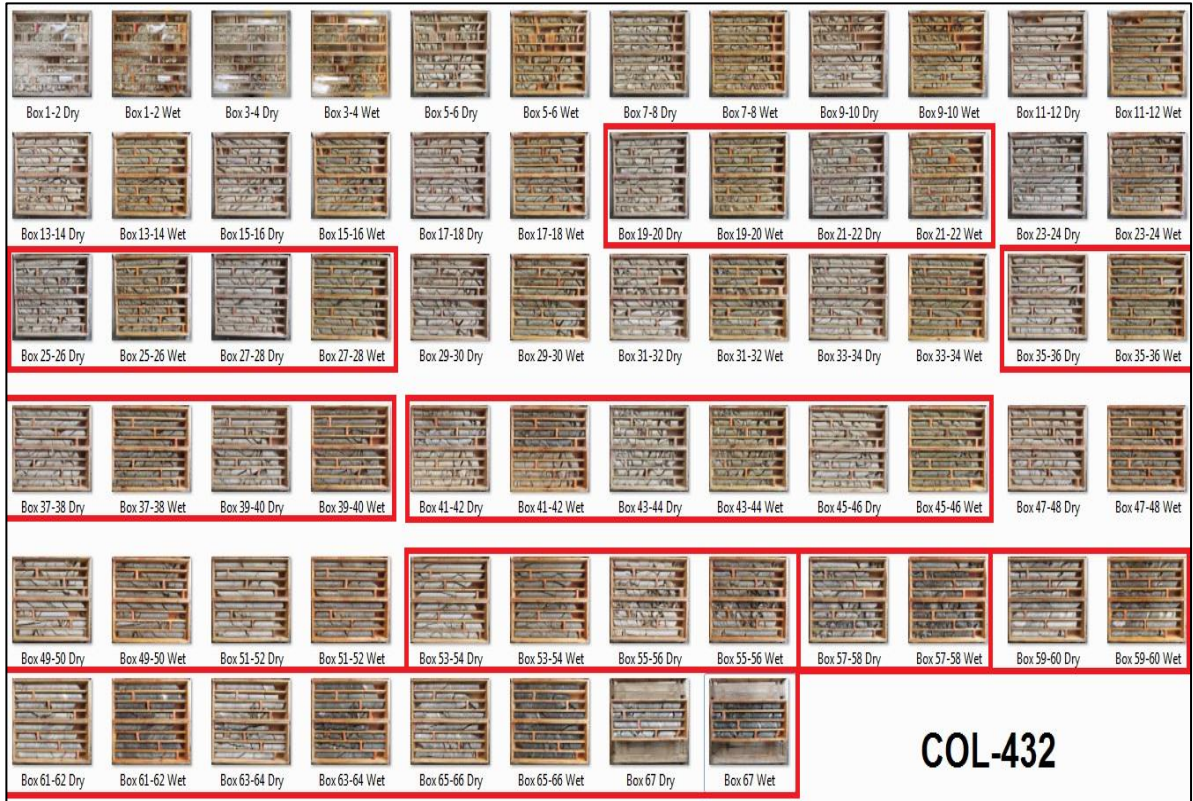 Box 1-2 Dry Box 1-2 Wet Box 3-4 Dry Box 3-4 Wet Box 5-6 Dry Box 5-6 Wet Box 7-8 Dry Box 7-8 Wet Box 9-10 Dry Box 9-10 Wet Box 11-12 Dry Box 11-12 Wet
Box 13-14 Dry Box 13-14 Wet Box 15-16 Dry Box 15-16 Wet Box 17-18 Dry Box 17-18 Wet Box 19-20 Dry Box 19-20 Wet Box 21-22 Dry Box 21-22 Wet Box 23-24 Dry Box 23-24 Wet
Box 25-26 Dry Box 25-26 Wet Box 27-28 Dry Box 27-28 Wet Box 29-30 Dry Box 29-30 Wet Box 31-32 Dry Box 31-32 Wet Box 33-34 Dry Box 33-34 Wet Box 35-36 Dry Box 35-36 Wet
Box 37-38 Dry Box 37-38 Wet Box 39-40 Dry Box 39-40 Wet Box 41-42 Dry Box 41-42 Wet Box 43-44 Dry Box 43-44 Wet Box 45-46 Dry Box 45-46 Wet Box 47-48 Dry Box 47-48 Wet
Box 49-50 Dry Box 49-50 Wet Box 51-52 Dry Box 51-52 Wet Box 53-54 Dry Box 53-54 Wet Box 55-56 Dry Box 55-56 Wet Box 57-58 Dry Box 57-58 Wet Box 59-60 Dry Box 59-60 Wet
Box 61-62 Dry Box 61-62 Wet Box 63-64 Dry Box 63-64 Wet Box 65-66 Dry Box 65-66 Wet Box 67 Dry Box 67 Wet
COL-432